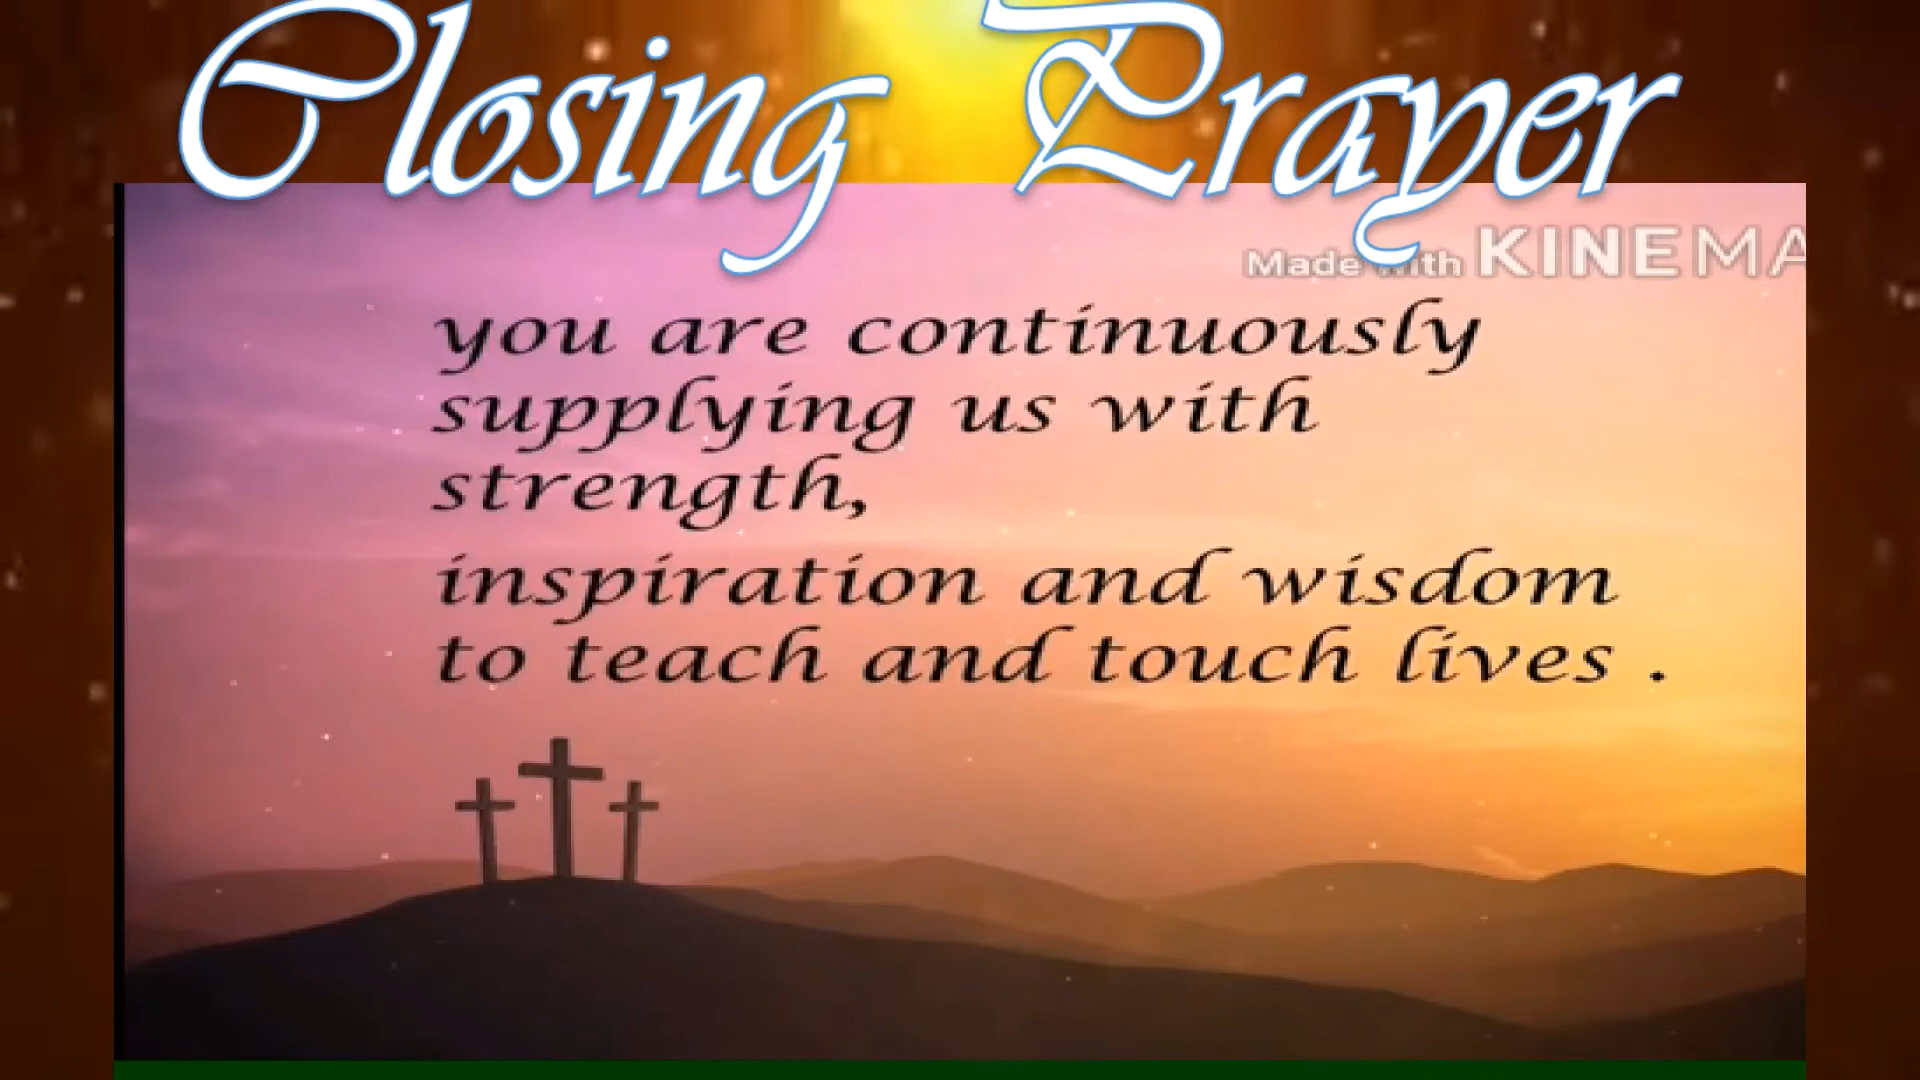 Closing Prayer
Made with KINEMA
you are continuously
supplying us with
strength,
inspiration and wisdom
to teach and touch lives .